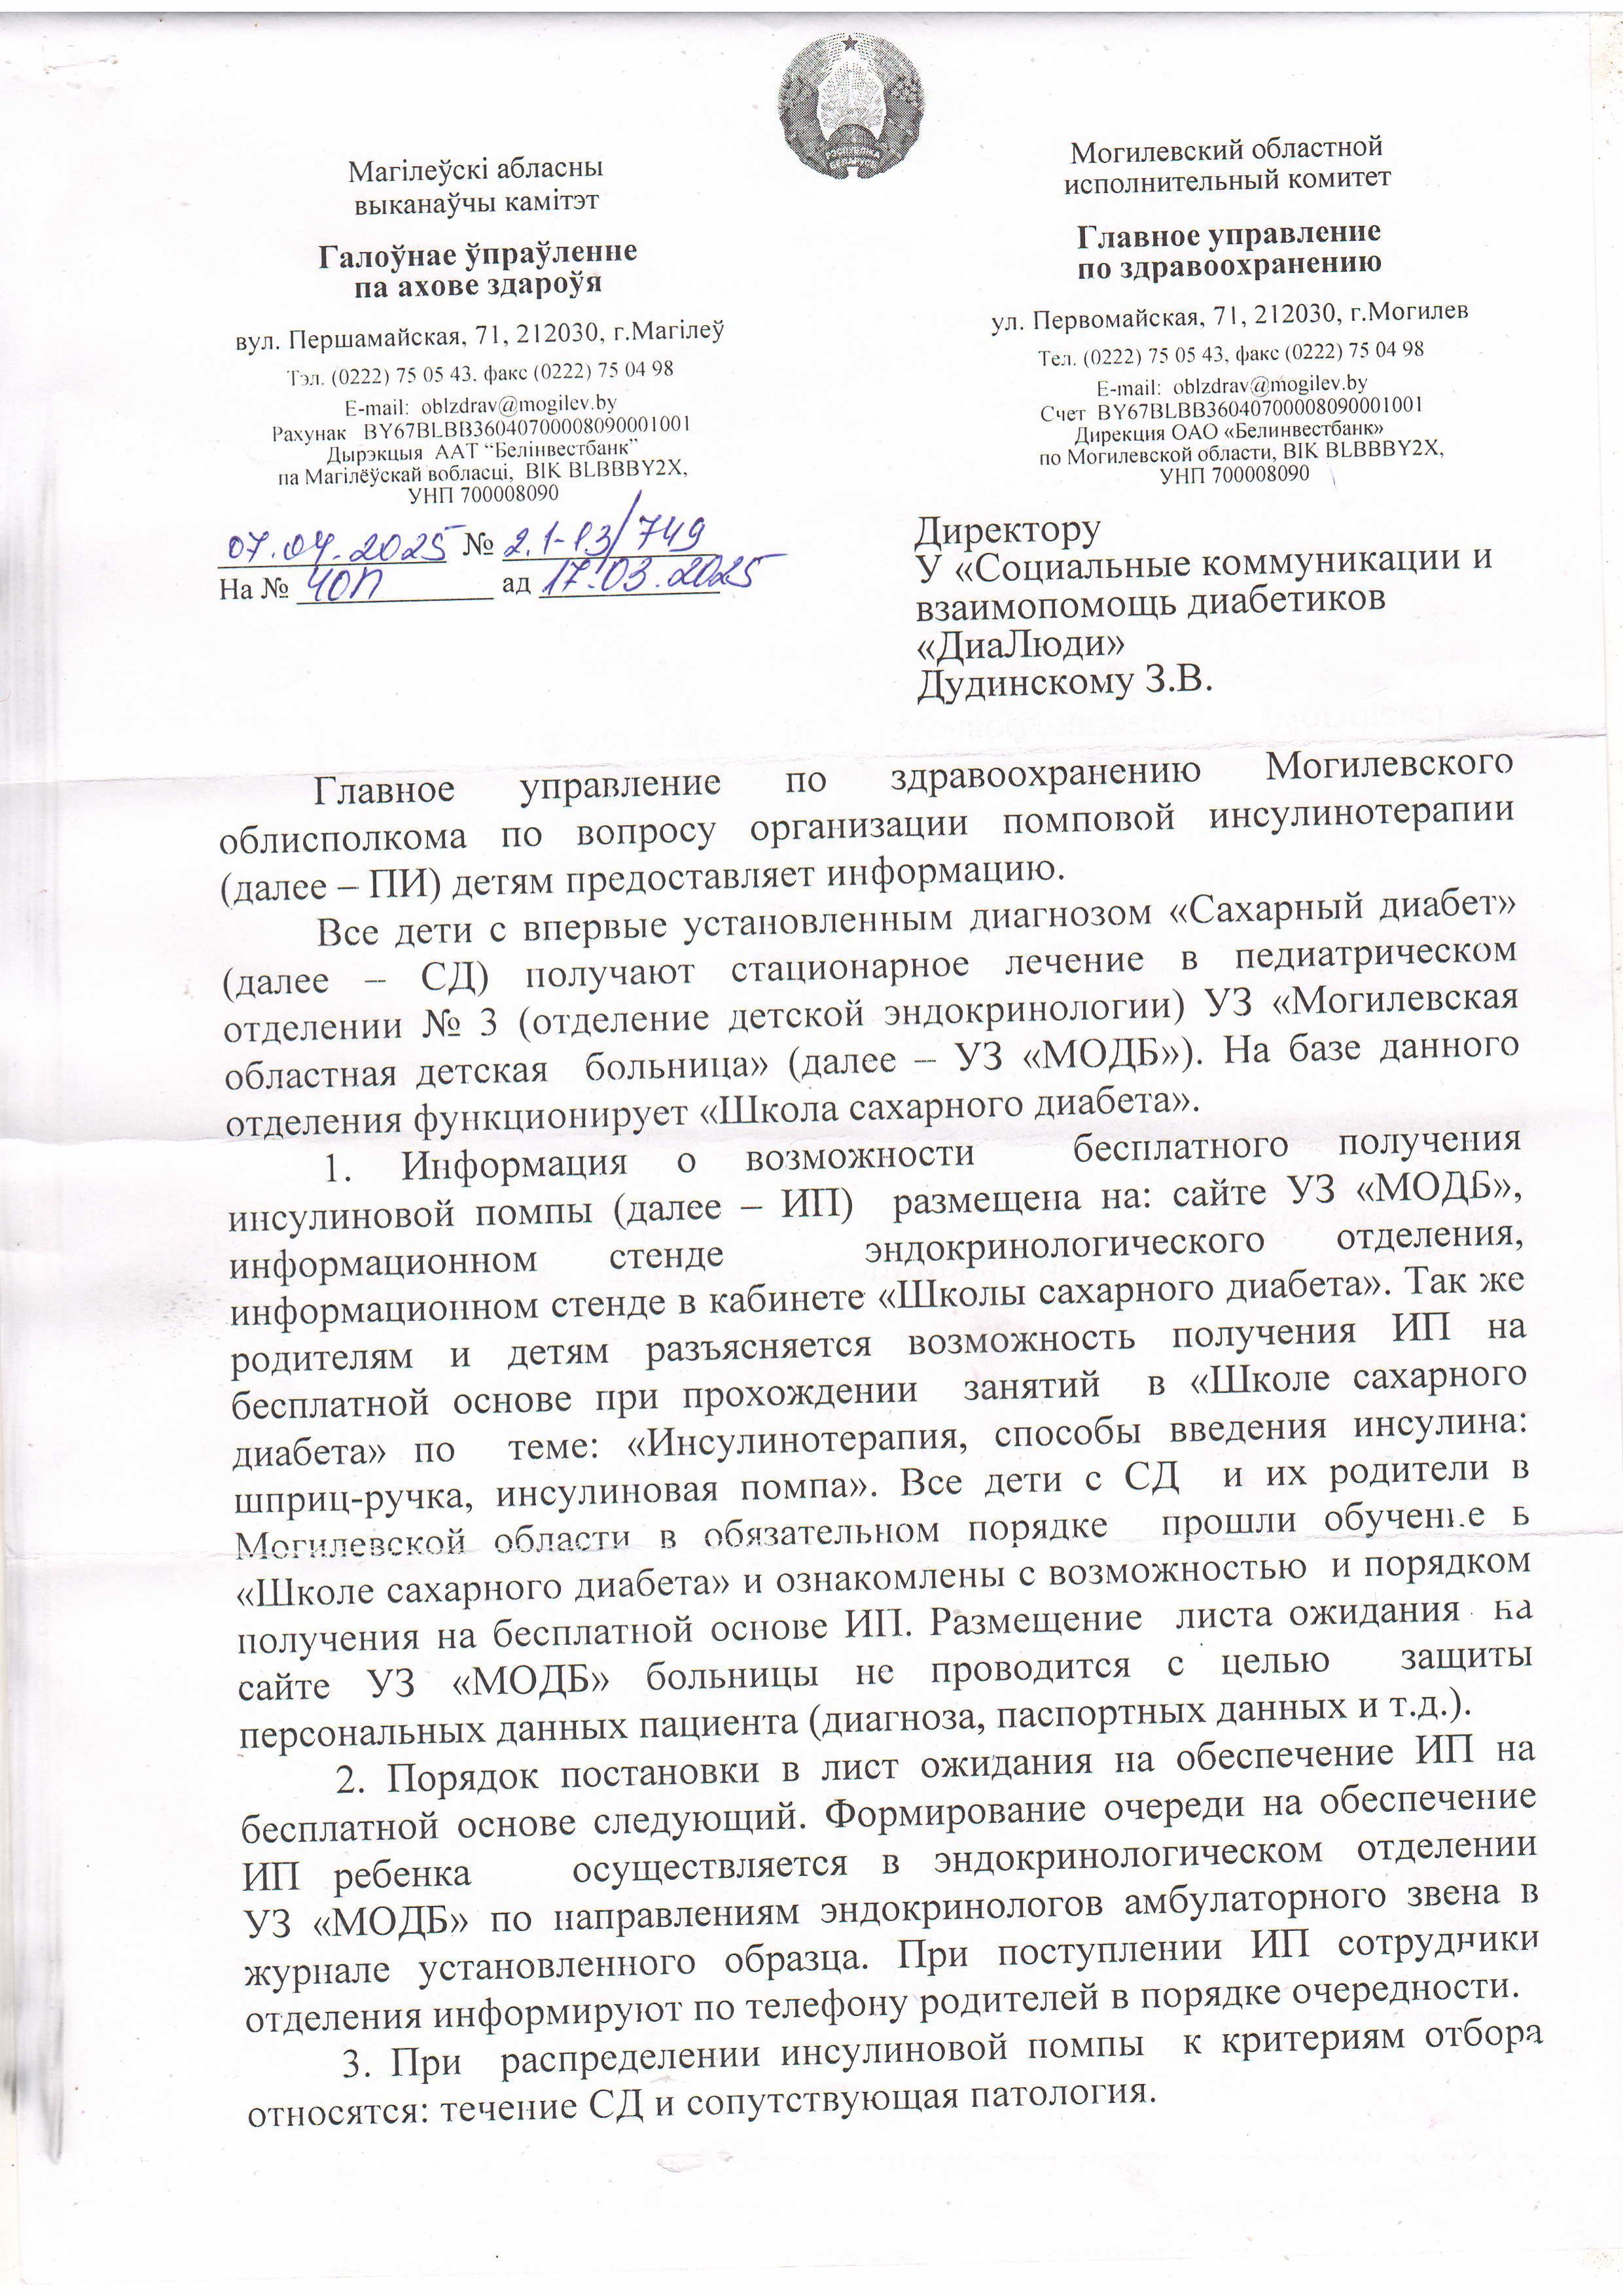 РЭСПУБЛІКА
БЕЛАРУСЬ
Магілеўскі абласны
выканаўчы камітэт
Галоўнае ўпраўленне
па ахове здароўя
вул. Першамайская, 71, 212030, г.Магілеў
Тэл. (0222) 75 05 43, факс (0222) 75 04 98
E-mail: oblzdrav@mogilev.by
Рахунак BY67BLBB36040700008090001001
Дырэкцыя ААТ “Белінвестбанк”
па Магілёўскай вобласці, BIK BLBBBY2X,
УНП 700008090
07.04.2025 № 2.1-13/749
На № 40П ад 17.03.2025
Могилевский областной
исполнительный комитет
Главное управление
по здравоохранению
ул. Первомайская, 71, 212030, г.Могилев
Тел. (0222) 75 05 43, факс (0222) 75 04 98
E-mail: oblzdrav@mogilev.by
Счет BY67BLBB36040700008090001001
Дирекция ОАО «Белинвестбанк»
по Могилевской области, BIK BLBBBY2X,
УНП 700008090
Директору
У «Социальные коммуникации и
взаимопомощь диабетиков
«ДиаЛюди»
Дудинскому З.В.
Главное управление по здравоохранению Могилевского
облисполкома по вопросу организации помповой инсулинотерапии
(далее – ПИ) детям предоставляет информацию.
Все дети с впервые установленным диагнозом «Сахарный диабет»
(далее – СД) получают стационарное лечение в педиатрическом
отделении № 3 (отделение детской эндокринологии) УЗ «Могилевская
областная детская больница» (далее – УЗ «МОДБ»). На базе данного
отделения функционирует «Школа сахарного диабета».
1. Информация о возможности бесплатного получения
инсулиновой помпы (далее – ИП) размещена на: сайте УЗ «МОДБ»,
информационном стенде эндокринологического отделения,
информационном стенде в кабинете «Школы сахарного диабета». Так же
родителям и детям разъясняется возможность получения ИП на
бесплатной основе при прохождении занятий в «Школе сахарного
диабета» по теме: «Инсулинотерапия, способы введения инсулина:
шприц-ручка, инсулиновая помпа». Все дети с СД и их родители в
Могилевской области в обязательном порядке прошли обучение в
«Школе сахарного диабета» и ознакомлены с возможностью и порядком
получения на бесплатной основе ИП. Размещение листа ожидания на
сайте УЗ «МОДБ» больницы не проводится с целью защиты
персональных данных пациента (диагноза, паспортных данных и т.д.).
2. Порядок постановки в лист ожидания на обеспечение ИП на
бесплатной основе следующий. Формирование очереди на обеспечение
ИП ребенка осуществляется в эндокринологическом отделении
УЗ «МОДБ» по направлениям эндокринологов амбулаторного звена в
журнале установленного образца. При поступлении ИП сотрудники
отделения информируют по телефону родителей в порядке очередности.
3. При распределении инсулиновой помпы к критериям отбора
относятся: течение СД и сопутствующая патология.